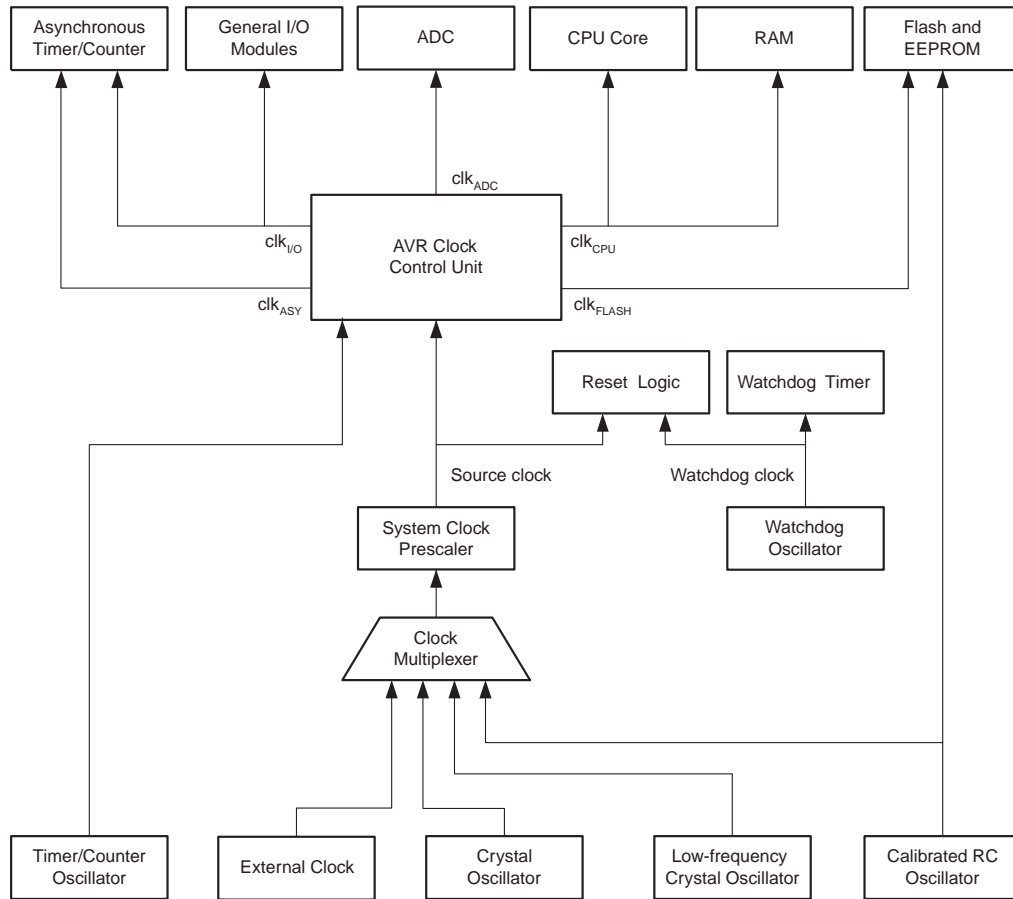 Asynchronous
Timer/Counter
General I/O
Modules
ADC
CPU Core
RAM
Flash and
EEPROM
clkADC
clkI/O
AVR Clock
Control Unit
clkCPU
clkASY
clkFLASH
Reset Logic
Watchdog Timer
Source clock
Watchdog clock
System Clock
Prescaler
Watchdog
Oscillator
Clock
Multiplexer
Timer/Counter
Oscillator
External Clock
Crystal
Oscillator
Low-frequency
Crystal Oscillator
Calibrated RC
Oscillator